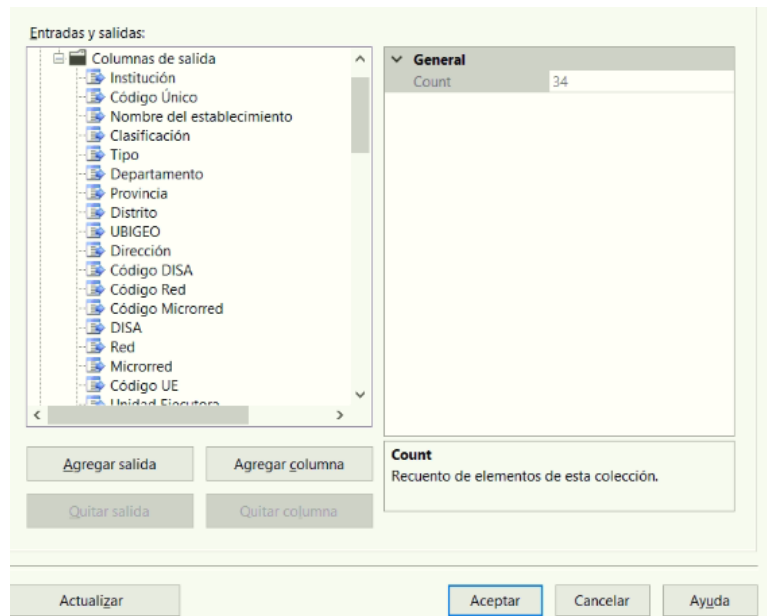 Entradas y salidas:
Columnas de salida
Institución
Código Único
Nombre del establecimiento
Clasificación
Tipo
Departamento
Provincia
Distrito
UBIGEO
Dirección
Código DISA
Código Red
Código Microrred
DISA
Red
Microrred
Código UE
Unidad Ejecutora
General
Count 34
Agregar salida Agregar columna
Quitar salida Quitar columna
Count
Recuento de elementos de esta colección.
Actualizar Aceptar Cancelar Ayuda